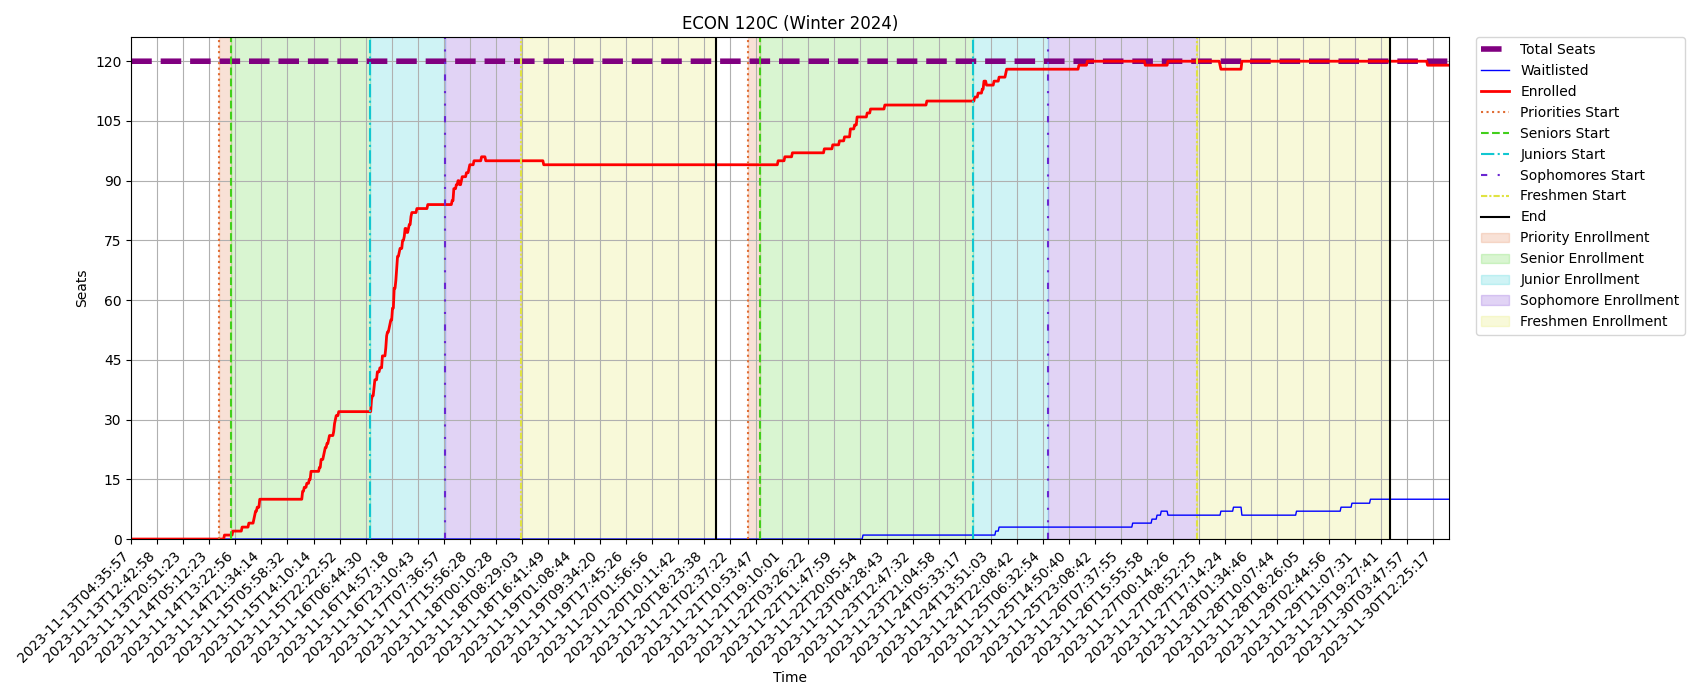 ECON 120C (Winter 2024)
Seats
120
105
90
75
60
45
30
15
0
2023-11-13T04:35:57
2023-11-13T12:42:58
2023-11-13T20:51:23
2023-11-14T05:12:23
2023-11-14T13:22:56
2023-11-14T21:34:14
2023-11-15T05:58:32
2023-11-15T14:10:14
2023-11-15T22:22:52
2023-11-16T06:44:30
2023-11-16T14:57:18
2023-11-16T23:10:43
2023-11-17T07:36:57
2023-11-17T15:56:28
2023-11-18T00:10:28
2023-11-18T08:29:03
2023-11-18T16:41:49
2023-11-19T01:08:44
2023-11-19T09:34:20
2023-11-19T17:45:26
2023-11-20T01:56:56
2023-11-20T10:11:42
2023-11-20T18:23:38
2023-11-21T02:37:22
2023-11-21T10:53:47
2023-11-21T19:10:01
2023-11-22T03:26:22
2023-11-22T11:47:59
2023-11-22T20:05:54
2023-11-23T04:28:43
2023-11-23T12:47:32
2023-11-23T21:04:58
2023-11-24T05:33:17
2023-11-24T13:51:03
2023-11-24T22:08:42
2023-11-25T06:32:54
2023-11-25T14:50:40
2023-11-25T23:08:42
2023-11-26T07:37:55
2023-11-26T15:55:58
2023-11-27T00:14:26
2023-11-27T08:52:25
2023-11-27T17:14:24
2023-11-28T01:34:46
2023-11-28T10:07:44
2023-11-28T18:26:05
2023-11-29T02:44:56
2023-11-29T11:07:31
2023-11-29T19:27:41
2023-11-30T03:47:57
2023-11-30T12:25:17
Time
Total Seats
Waitlisted
Enrolled
Priorities Start
Seniors Start
Juniors Start
Sophomores Start
Freshmen Start
End
Priority Enrollment
Senior Enrollment
Junior Enrollment
Sophomore Enrollment
Freshmen Enrollment